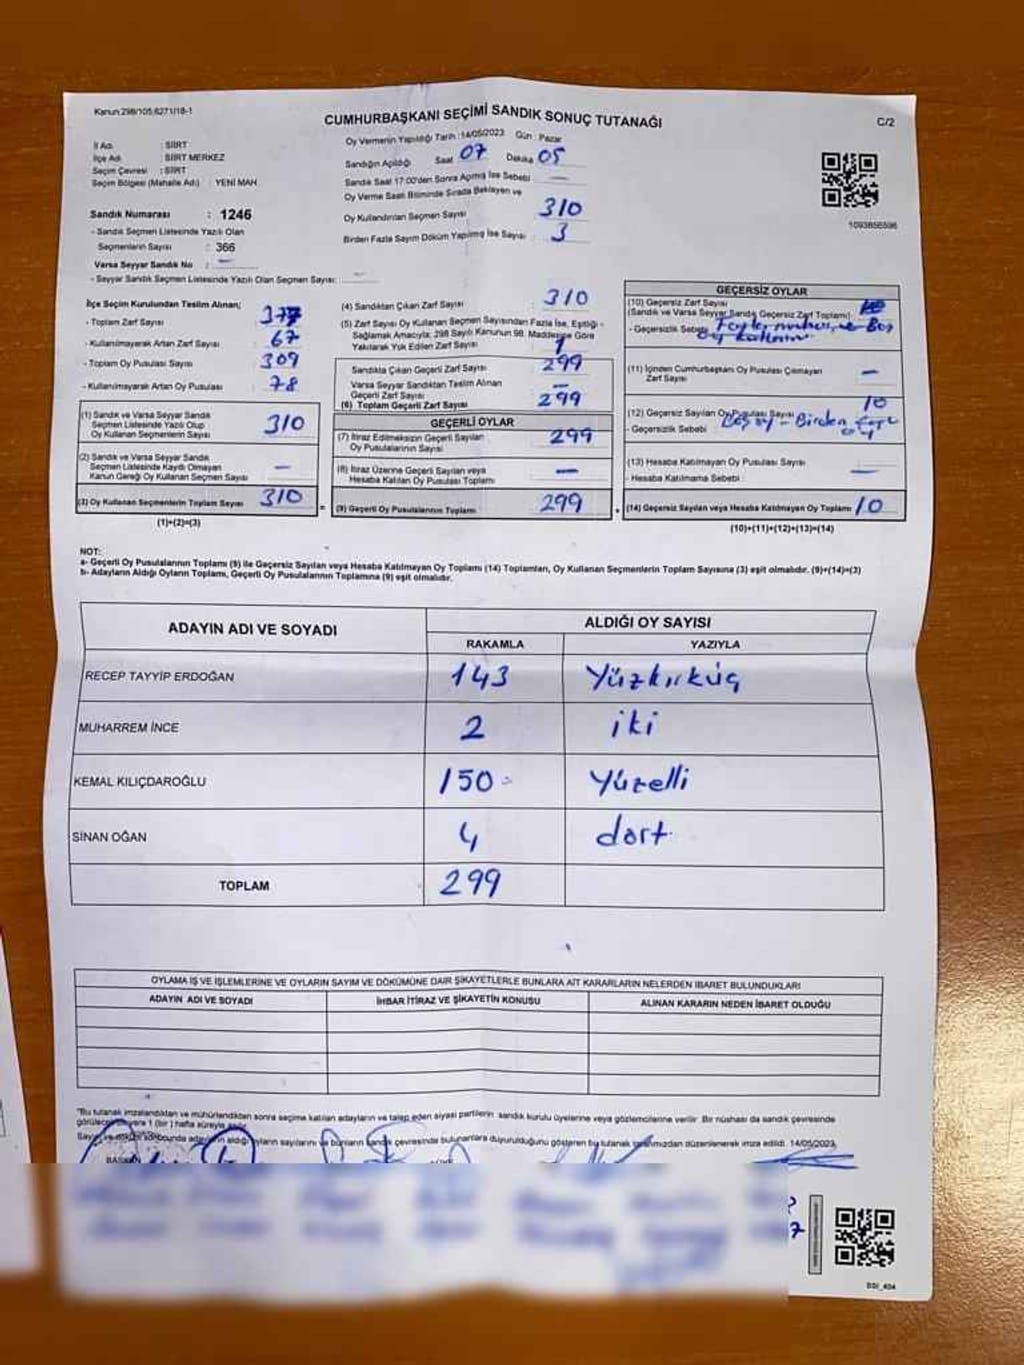 Kanun:298/105,6271/18-1
CUMHURBAŞKANI SEÇİMİ SANDIK SONUÇ TUTANAĞI
C/2
İl Adı : SİİRT
İlçe Adı : SİİRT MERKEZ
Seçim Çevresi : SİİRT
Seçim Bölgesi (Mahalle Adı) : YENİ MAH.
Sandık Numarası : 1246
- Sandık Seçmen Listesinde Yazılı Olan
Seçmenlerin Sayısı : 366
Varsa Seyyar Sandık No : —
- Seyyar Sandık Seçmen Listesinde Yazılı Olan Seçmen Sayısı: —
Oy Vermenin Yapıldığı Tarih :14/05/2023 Gün : Pazar
Sandığın Açıldığı Saat 07 Dakika 05
Sandık Saat 17:00'den Sonra Açılmış İse Sebebi : —
Oy Verme Saati Bitiminde Sırada Bekleyen ve
Oy Kullandırılan Seçmen Sayısı : 310
Birden Fazla Sayım Döküm Yapılmış İse Sayısı : 3
1093856596
İlçe Seçim Kurulundan Teslim Alınan;
- Toplam Zarf Sayısı : 377
- Kullanılmayarak Artan Zarf Sayısı : 67
- Toplam Oy Pusulası Sayısı : 309
- Kullanılmayarak Artan Oy Pusulası : 78
(1) Sandık ve Varsa Seyyar Sandık
Seçmen Listesinde Yazılı Olup
Oy Kullanan Seçmenlerin Sayısı 310
(2) Sandık ve Varsa Seyyar Sandık
Seçmen Listesinde Kayıtlı Olmayan
Kanun Gereği Oy Kullanan Seçmen Sayısı —
(3) Oy Kullanan Seçmenlerin Toplam Sayısı 310
(1)+(2)=(3)
(4) Sandıktan Çıkan Zarf Sayısı : 310
(5) Zarf Sayısı Oy Kullanan Seçmen Sayısından Fazla İse, Eşitliği -
Sağlamak Amacıyla; 298 Sayılı Kanunun 98. Maddesine Göre
Yakılarak Yok Edilen Zarf Sayısı 1
Sandıkta Çıkan Geçerli Zarf Sayısı 299
Varsa Seyyar Sandıktan Teslim Alınan
Geçerli Zarf Sayısı —
(6) Toplam Geçerli Zarf Sayısı 299
GEÇERLİ OYLAR
(7) İtiraz Edilmeksizin Geçerli Sayılan
Oy Pusulalarının Sayısı 299
(8) İtiraz Üzerine Geçerli Sayılan veya
Hesaba Katılan Oy Pusulası Toplamı —
(9) Geçerli Oy Pusulalarının Toplamı 299
=
+
GEÇERSİZ OYLAR
(10) Geçersiz Zarf Sayısı
(Sandık ve Varsa Seyyar Sandık Geçersiz Zarf Toplamı)
- Geçersizlik Sebebi
(11) İçinden Cumhurbaşkanı Oy Pusulası Çıkmayan
Zarf Sayısı —
(12) Geçersiz Sayılan Oy Pusulası Sayısı 10
- Geçersizlik Sebebi Birden
(13) Hesaba Katılmayan Oy Pusulası Sayısı
- Hesaba Katılmama Sebebi : —
(14) Geçersiz Sayılan veya Hesaba Katılmayan Oy Toplamı 10
(10)+(11)+(12)+(13)=(14)
NOT:
a- Geçerli Oy Pusulalarının Toplamı (9) ile Geçersiz Sayılan veya Hesaba Katılmayan Oy Toplamı (14) Toplamları, Oy Kullanan Seçmenlerin Toplam Sayısına (3) eşit olmalıdır. (9)+(14)=(3)
b- Adayların Aldığı Oyların Toplamı, Geçerli Oy Pusulalarının Toplamına (9) eşit olmalıdır.
ADAYIN ADI VE SOYADI
ALDIĞI OY SAYISI
RAKAMLA YAZIYLA
RECEP TAYYİP ERDOĞAN 143 Yüzkırküç
MUHARREM İNCE 2 iki
KEMAL KILIÇDAROĞLU 150 Yüzelli
SİNAN OĞAN 4 dört
TOPLAM 299
OYLAMA İŞ VE İŞLEMLERİNE VE OYLARIN SAYIM VE DÖKÜMÜNE DAİR ŞİKAYETLERLE BUNLARA AİT KARARLARIN NELERDEN İBARET BULUNDUKLARI
ADAYIN ADI VE SOYADI İHBAR İTİRAZ VE ŞİKAYETİN KONUSU ALINAN KARARIN NEDEN İBARET OLDUĞU
"Bu tutanak imzalandıktan ve mühürlendikten sonra seçime katılan adayların ve talep eden siyasi partilerin sandık kurulu üyelerine veya gözlemcilerine verilir. Bir nüshası da sandık çevresinde
1 (bir) hafta süreyle
Sayım ve döküm sonucunda adayların aldığı oyların sayılarını ve bunların sandık çevresinde bulunanlara duyurulduğunu gösteren bu tutanak tarafımızdan düzenlenerek imza edildi. 14/05/2023
BAŞKAN
DSI_404